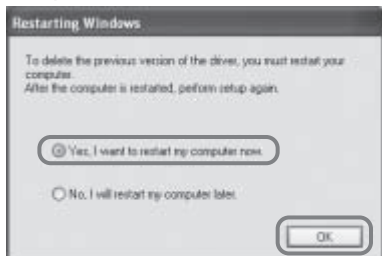 Restarting Windows
To delete the previous version of the driver, you must restart your
computer.
After the computer is restarted, perform setup again.
Yes, I want to restart my computer now.
No, I will restart my computer later.
OK